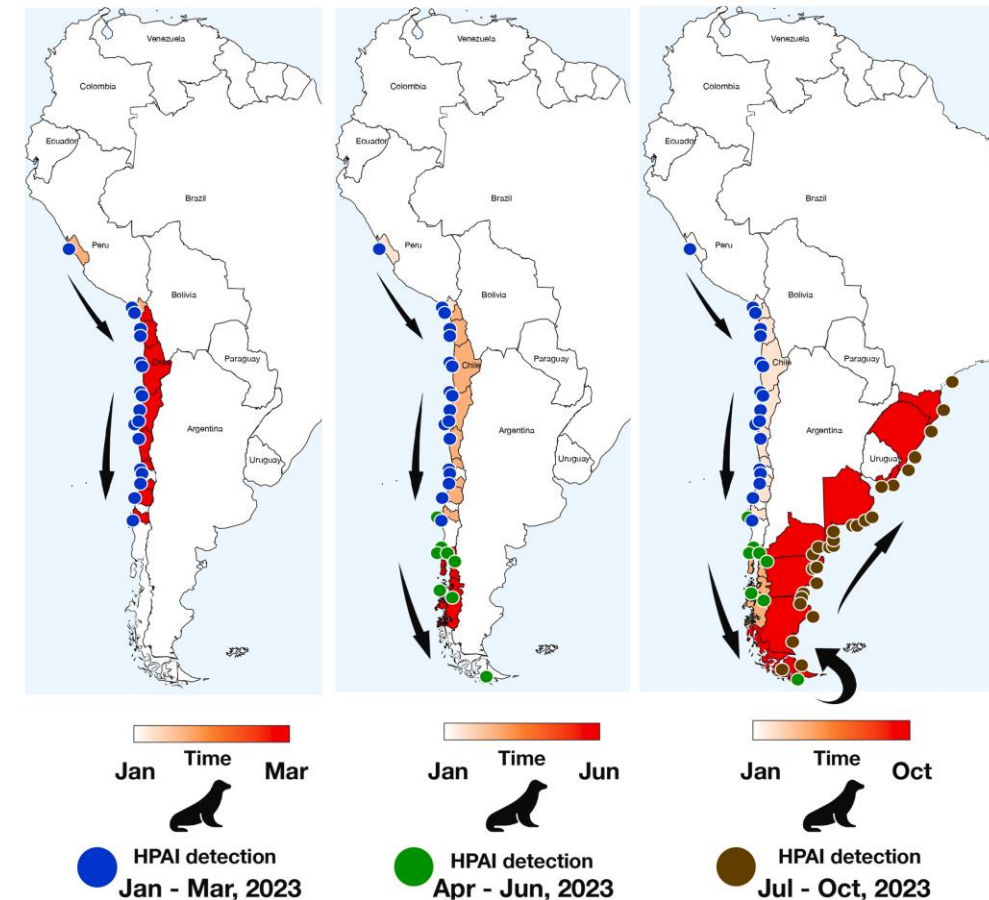 Venezuela
Colombia
Ecuador
Brazil
Peru
Bolivia
Chile
Paraguay
Argentina
Uruguay
Jan Time Mar
HPAI detection
Jan - Mar, 2023
Venezuela
Colombia
Ecuador
Brazil
Peru
Bolivia
Chile
Paraguay
Argentina
Uruguay
Jan Time Jun
HPAI detection
Apr - Jun, 2023
Venezuela
Colombia
Ecuador
Brazil
Peru
Bolivia
Chile
Paraguay
Argentina
Uruguay
Jan Time Oct
HPAI detection
Jul - Oct, 2023